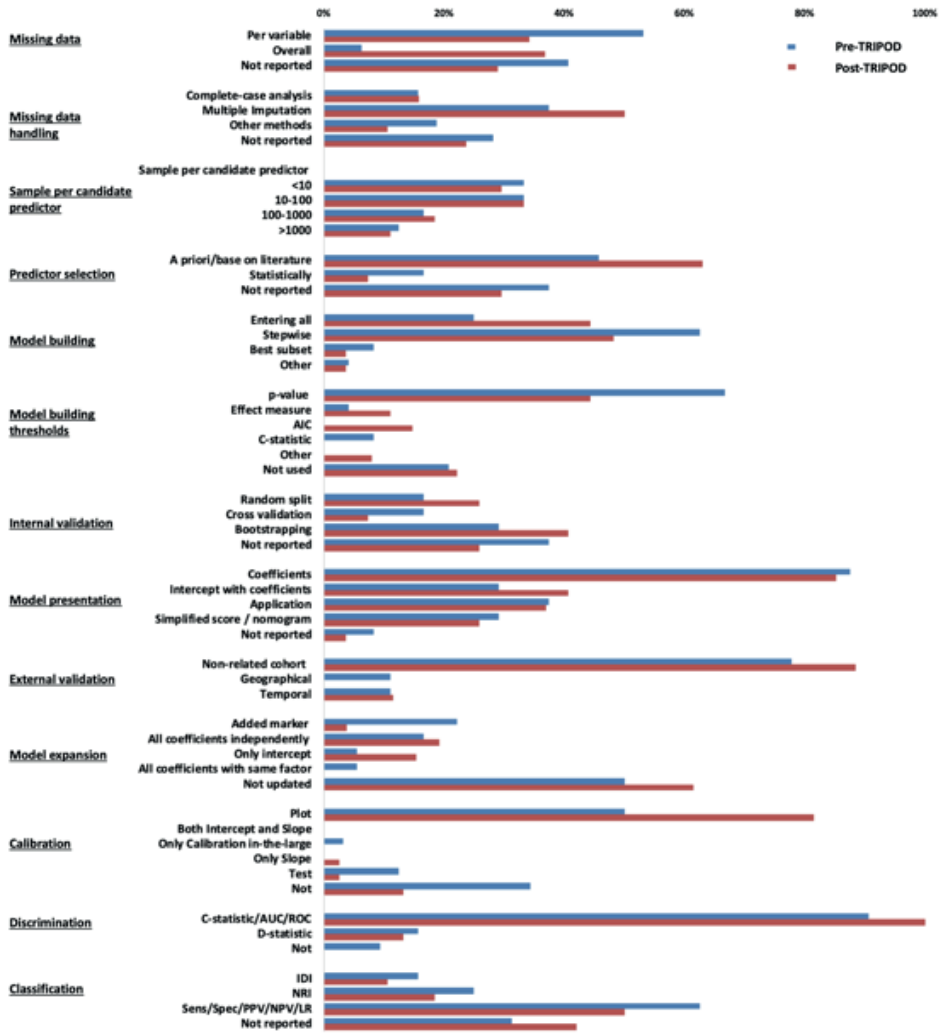 0% 20% 40% 60% 80% 100%
Pre-TRIPOD
Post-TRIPOD
Missing data
Per variable
Overall
Not reported
Missing data handling
Complete-case analysis
Multiple Imputation
Other methods
Not reported
Sample per candidate predictor
Sample per candidate predictor
<10
10-100
100-1000
>1000
Predictor selection
A priori/base on literature
Statistically
Not reported
Model building
Entering all
Stepwise
Best subset
Other
Model building thresholds
p-value
Effect measure
AIC
C-statistic
Other
Not used
Internal validation
Random split
Cross validation
Bootstrapping
Not reported
Model presentation
Coefficients
Intercept with coefficients
Application
Simplified score / nomogram
Not reported
External validation
Non-related cohort
Geographical
Temporal
Model expansion
Added marker
All coefficients independently
Only intercept
All coefficients with same factor
Not updated
Calibration
Plot
Both Intercept and Slope
Only Calibration in-the-large
Only Slope
Test
Not
Discrimination
C-statistic/AUC/ROC
D-statistic
Not
Classification
IDI
NRI
Sens/Spec/PPV/NPV/LR
Not reported